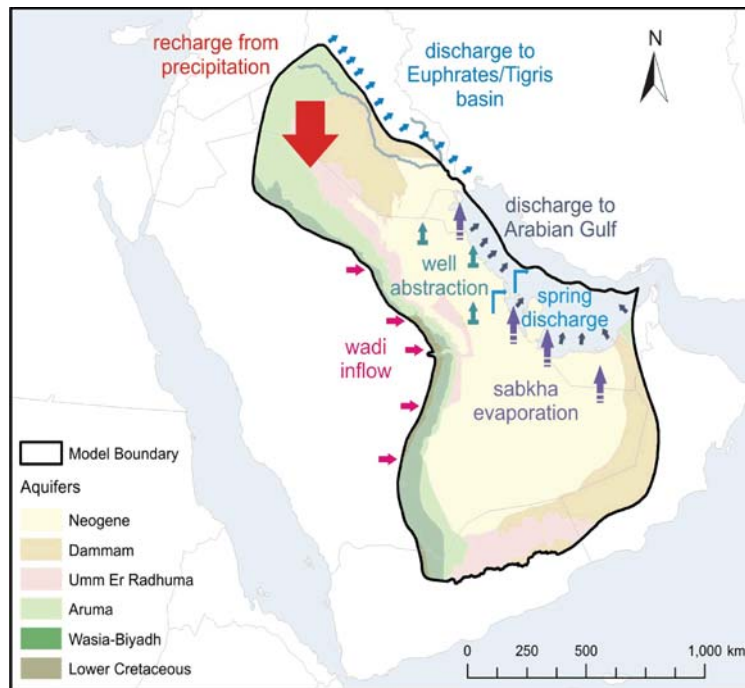 recharge from
precipitation
discharge to
Euphrates/Tigris
basin
N
discharge to
Arabian Gulf
well
abstraction
spring
discharge
wadi
inflow
sabkha
evaporation
Model Boundary
Aquifers
Neogene
Dammam
Umm Er Radhuma
Aruma
Wasia-Biyadh
Lower Cretaceous
0 250 500 1,000 km